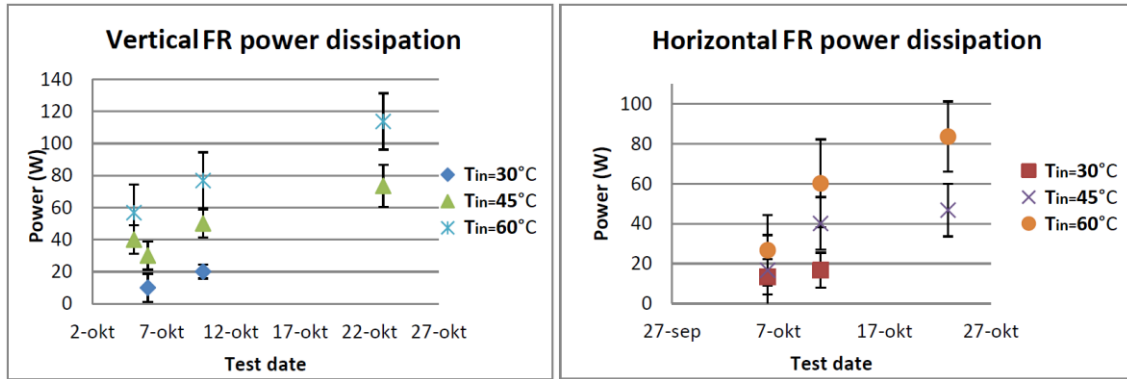 Vertical FR power dissipation
Power (W)
140
120
100
80
60
40
20
0
2-okt 7-okt 12-okt 17-okt 22-okt 27-okt
Test date
Tin=30°C
Tin=45°C
Tin=60°C
Horizontal FR power dissipation
Power (W)
100
80
60
40
20
0
27-sep 7-okt 17-okt 27-okt
Test date
Tin=30°C
Tin=45°C
Tin=60°C